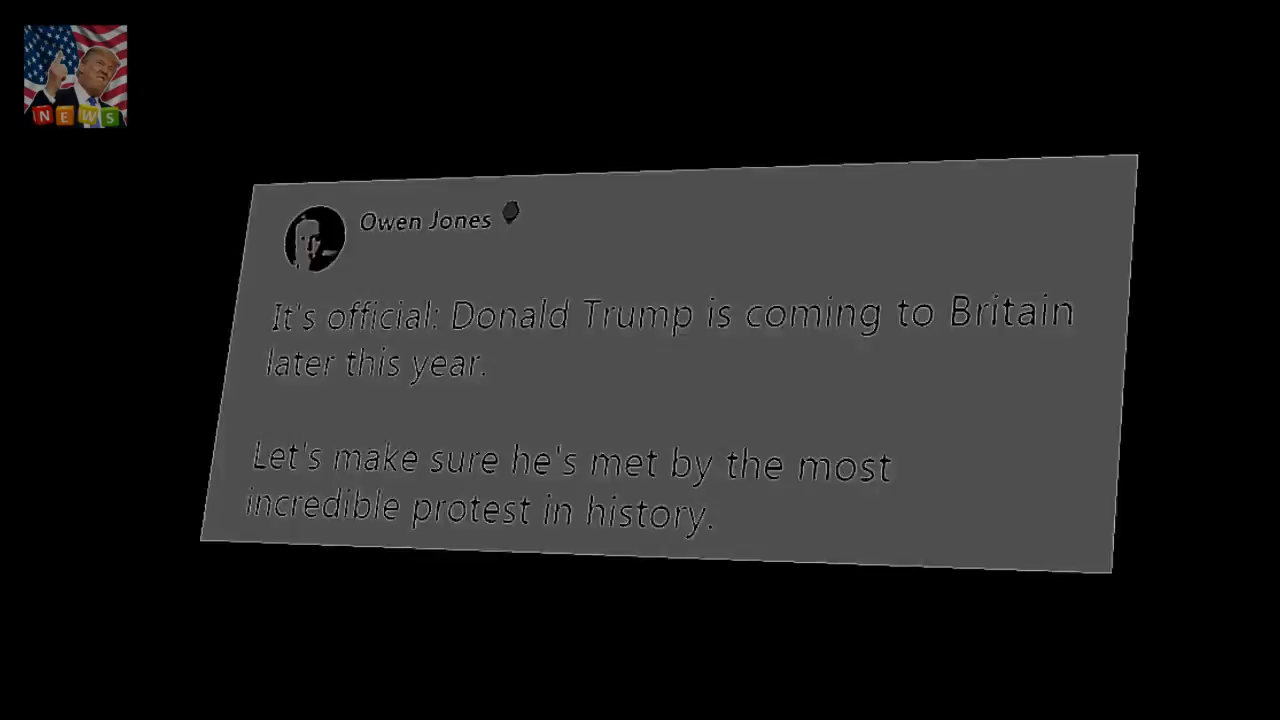 NEWS
Owen Jones
It's official: Donald Trump is coming to Britain
later this year.
Let's make sure he's met by the most
incredible protest in history.